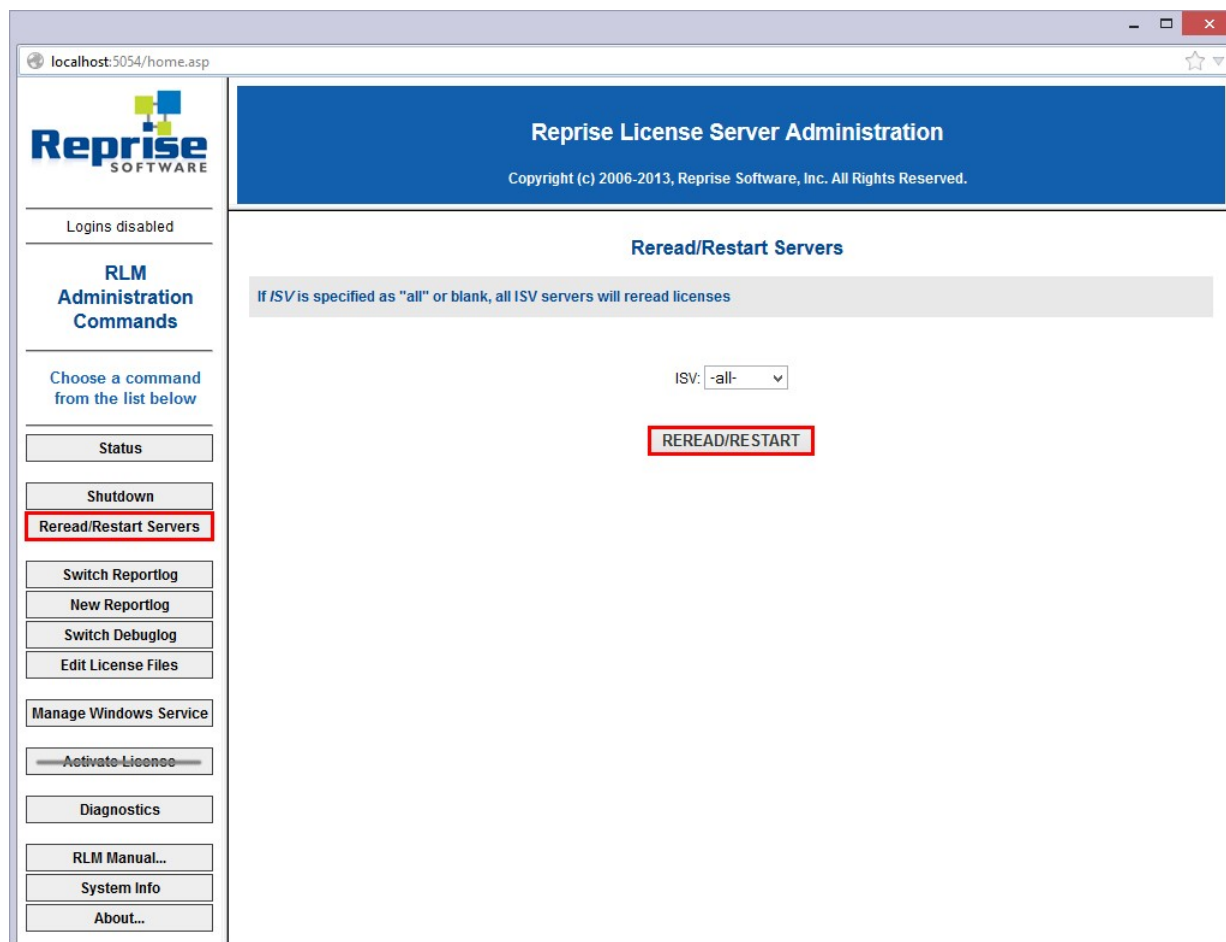 localhost:5054/home.asp
Reprise
SOFTWARE
Reprise License Server Administration
Copyright (c) 2006-2013, Reprise Software, Inc. All Rights Reserved.
Logins disabled
RLM
Administration
Commands
Choose a command
from the list below
Status
Shutdown
Reread/Restart Servers
Switch Reportlog
New Reportlog
Switch Debuglog
Edit License Files
Manage Windows Service
Activate License
Diagnostics
RLM Manual...
System Info
About...
Reread/Restart Servers
If ISV is specified as "all" or blank, all ISV servers will reread licenses
ISV: -all-
REREAD/RESTART